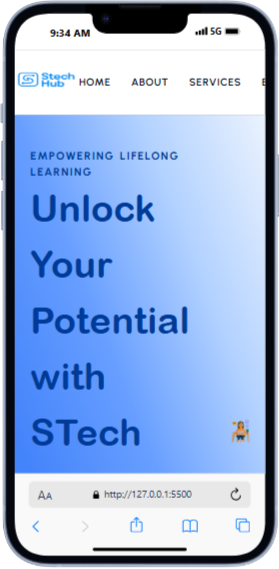 9:34 AM 5G
Stech
Hub
HOME ABOUT SERVICES
EMPOWERING LIFELONG
LEARNING
Unlock
Your
Potential
with
STech
AA http://127.0.0.1:5500